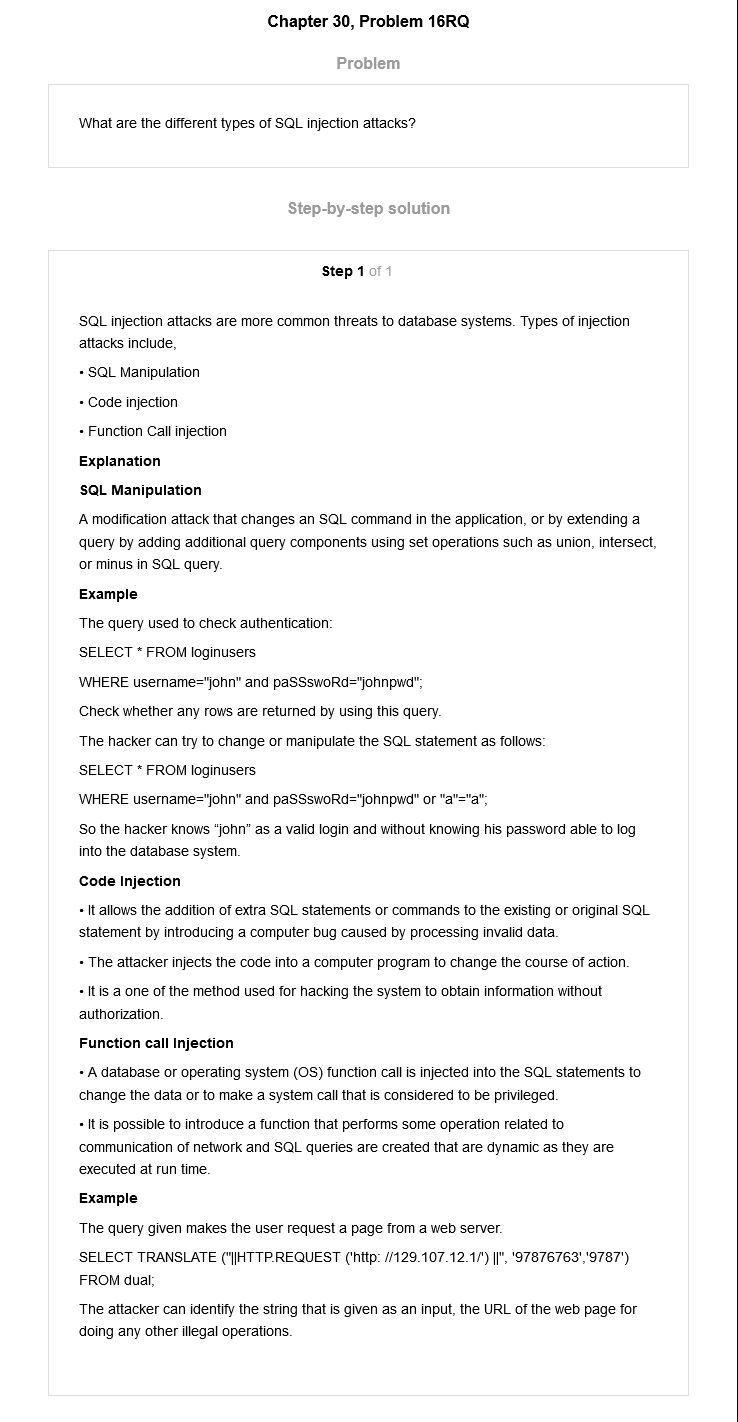 Chapter 30, Problem 16RQ
Problem
What are the different types of SQL injection attacks?
Step-by-step solution
Step 1 of 1
SQL injection attacks are more common threats to database systems. Types of injection
attacks include,
• SQL Manipulation
• Code injection
• Function Call injection
Explanation
SQL Manipulation
A modification attack that changes an SQL command in the application, or by extending a
query by adding additional query components using set operations such as union, intersect,
or minus in SQL query.
Example
The query used to check authentication:
SELECT * FROM loginusers
WHERE username="john" and paSSswoRd="johnpwd";
Check whether any rows are returned by using this query.
The hacker can try to change or manipulate the SQL statement as follows:
SELECT * FROM loginusers
WHERE username="john" and paSSswoRd="johnpwd" or "a"="a";
So the hacker knows “john” as a valid login and without knowing his password able to log
into the database system.
Code Injection
• It allows the addition of extra SQL statements or commands to the existing or original SQL
statement by introducing a computer bug caused by processing invalid data.
• The attacker injects the code into a computer program to change the course of action.
• It is a one of the method used for hacking the system to obtain information without
authorization.
Function call Injection
• A database or operating system (OS) function call is injected into the SQL statements to
change the data or to make a system call that is considered to be privileged.
• It is possible to introduce a function that performs some operation related to
communication of network and SQL queries are created that are dynamic as they are
executed at run time.
Example
The query given makes the user request a page from a web server.
SELECT TRANSLATE ("||HTTP.REQUEST ('http: //129.107.12.1/') ||", '97876763','9787')
FROM dual;
The attacker can identify the string that is given as an input, the URL of the web page for
doing any other illegal operations.